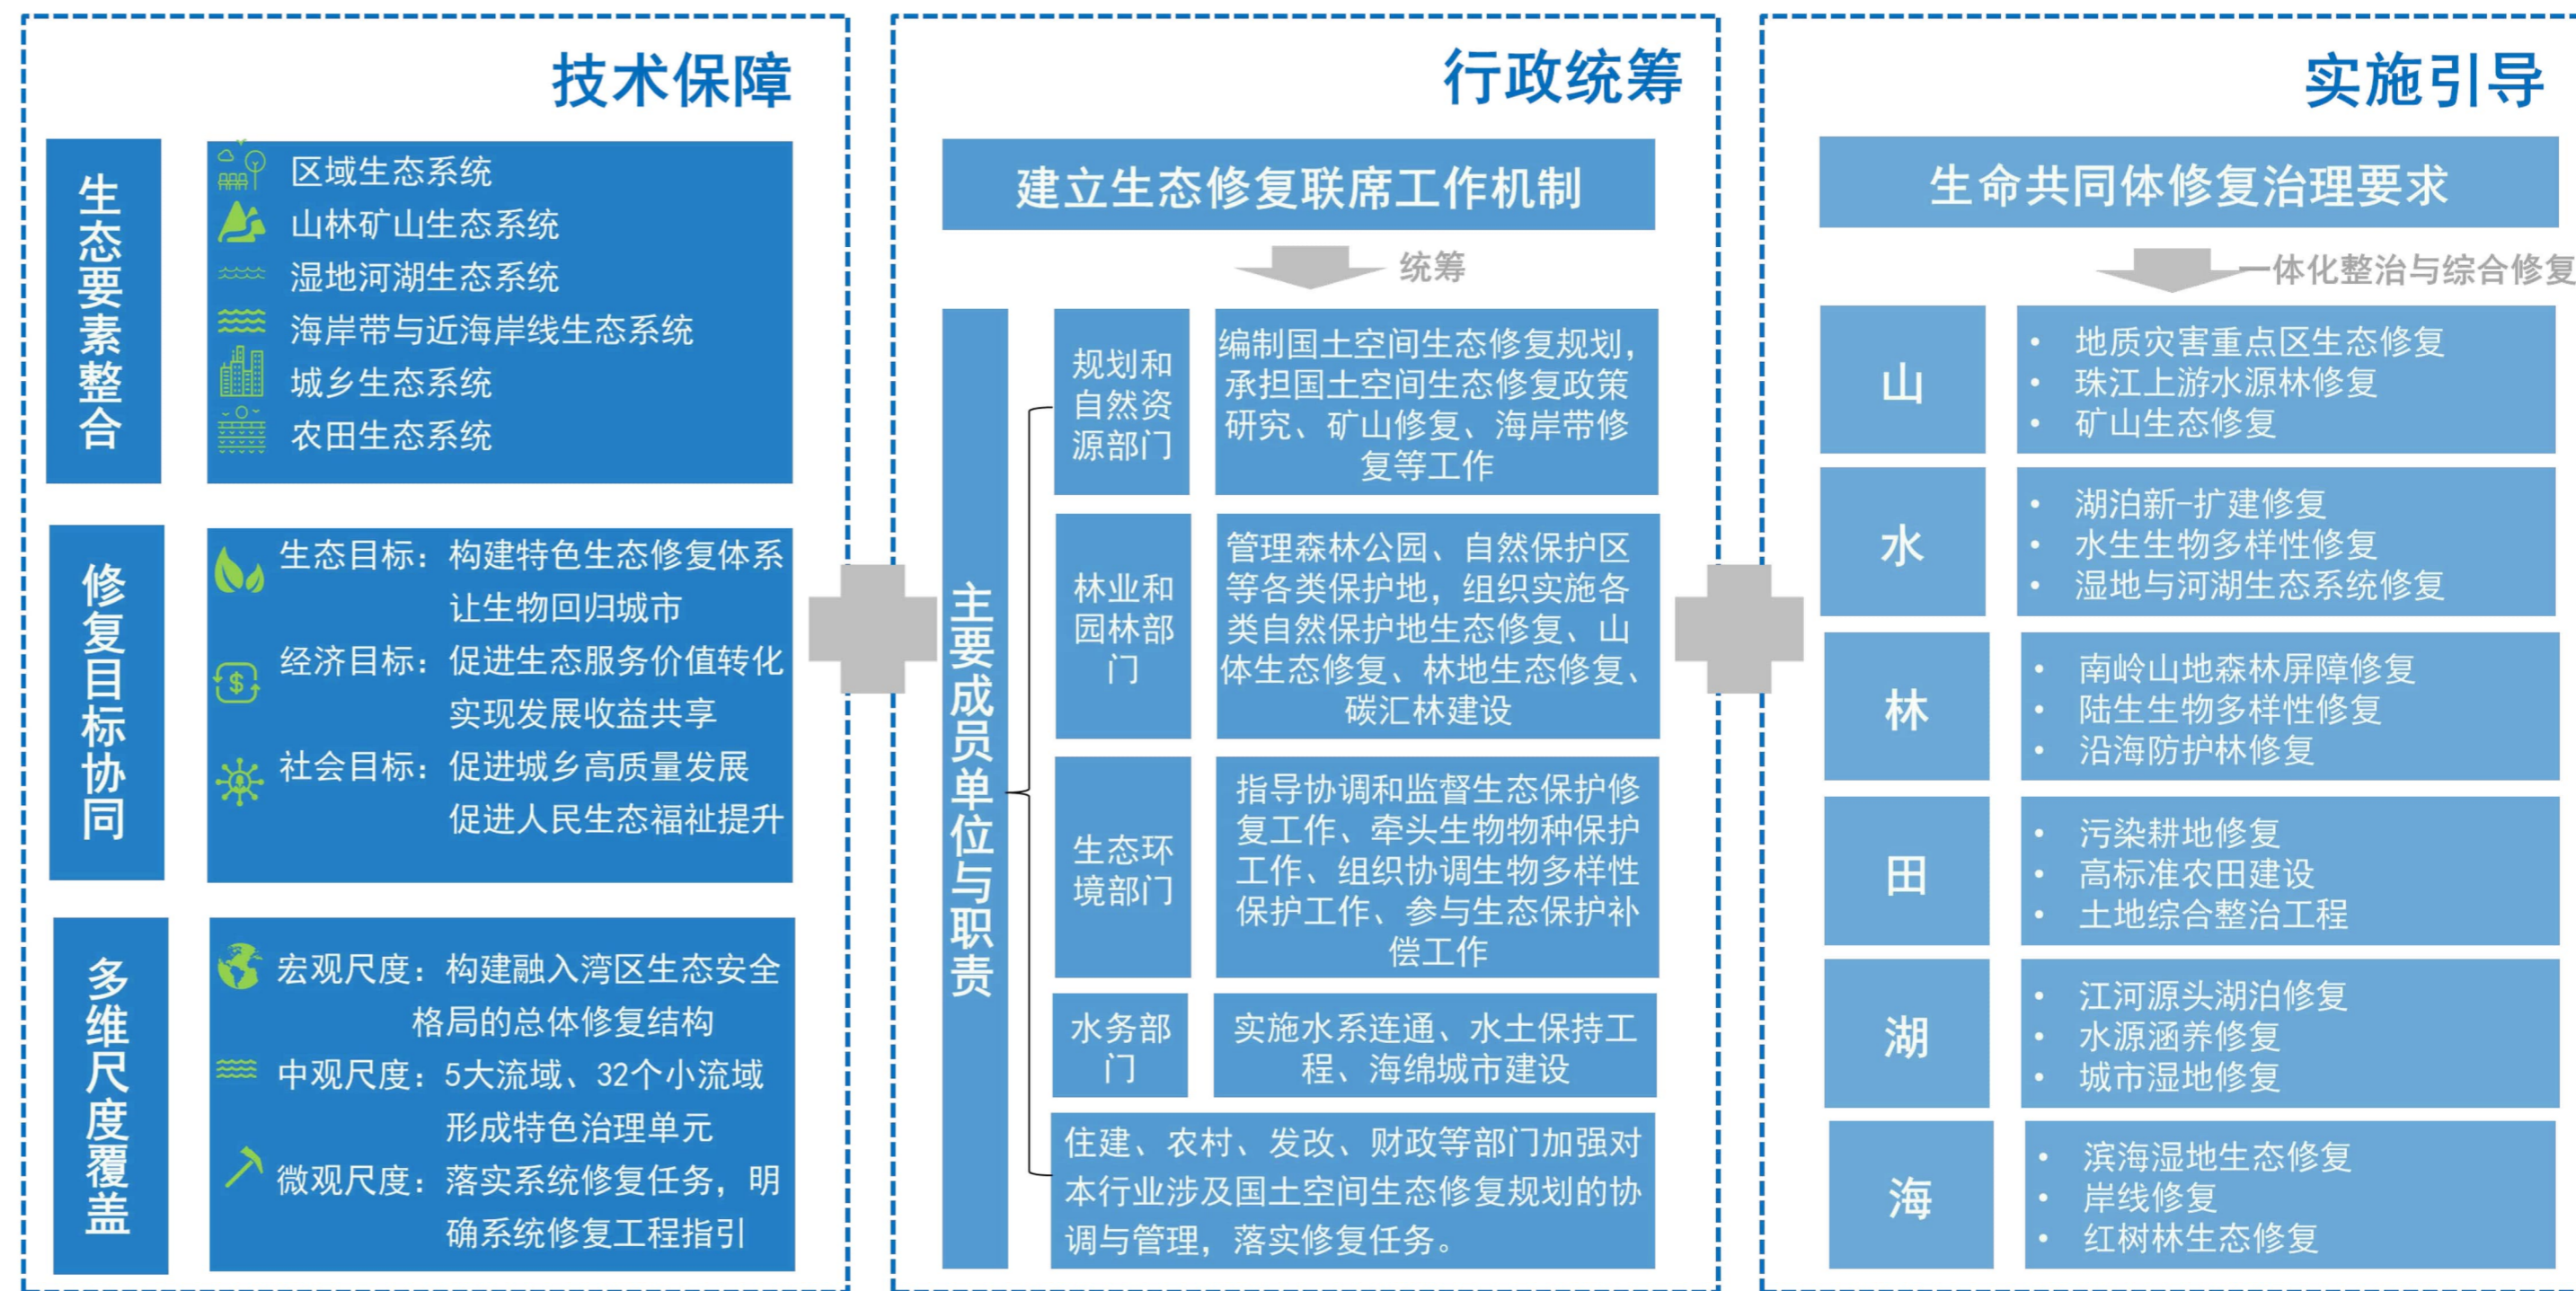 技术保障
生态要素整合
区域生态系统
山林矿山生态系统
湿地河湖生态系统
海岸带与近海岸线生态系统
城乡生态系统
农田生态系统
修复目标协同
生态目标：构建特色生态修复体系
让生物回归城市
经济目标：促进生态服务价值转化
实现发展收益共享
社会目标：促进城乡高质量发展
促进人民生态福祉提升
多维尺度覆盖
宏观尺度：构建融入湾区生态安全
格局的总体修复结构
中观尺度：5大流域、32个小流域
形成特色治理单元
微观尺度：落实系统修复任务，明
确系统修复工程指引
行政统筹
建立生态修复联席工作机制
统筹
主要成员单位与职责
规划和
自然资
源部门
编制国土空间生态修复规划，
承担国土空间生态修复政策
研究、矿山修复、海岸带修
复等工作
林业和
园林部
门
管理森林公园、自然保护区
等各类保护地，组织实施各
类自然保护地生态修复、山
体生态修复、林地生态修复、
碳汇林建设
生态环
境部门
指导协调和监督生态保护修
复工作、牵头生物物种保护
工作、组织协调生物多样性
保护工作、参与生态保护补
偿工作
水务部
门
实施水系连通、水土保持工
程、海绵城市建设
住建、农村、发改、财政等部门加强对
本行业涉及国土空间生态修复规划的协
调与管理，落实修复任务。
实施引导
生命共同体修复治理要求
一体化整治与综合修复
山
• 地质灾害重点区生态修复
• 珠江上游水源林修复
• 矿山生态修复
水
• 湖泊新-扩建修复
• 水生生物多样性修复
• 湿地与河湖生态系统修复
林
• 南岭山地森林屏障修复
• 陆生生物多样性修复
• 沿海防护林修复
田
• 污染耕地修复
• 高标准农田建设
• 土地综合整治工程
湖
• 江河源头湖泊修复
• 水源涵养修复
• 城市湿地修复
海
• 滨海湿地生态修复
• 岸线修复
• 红树林生态修复